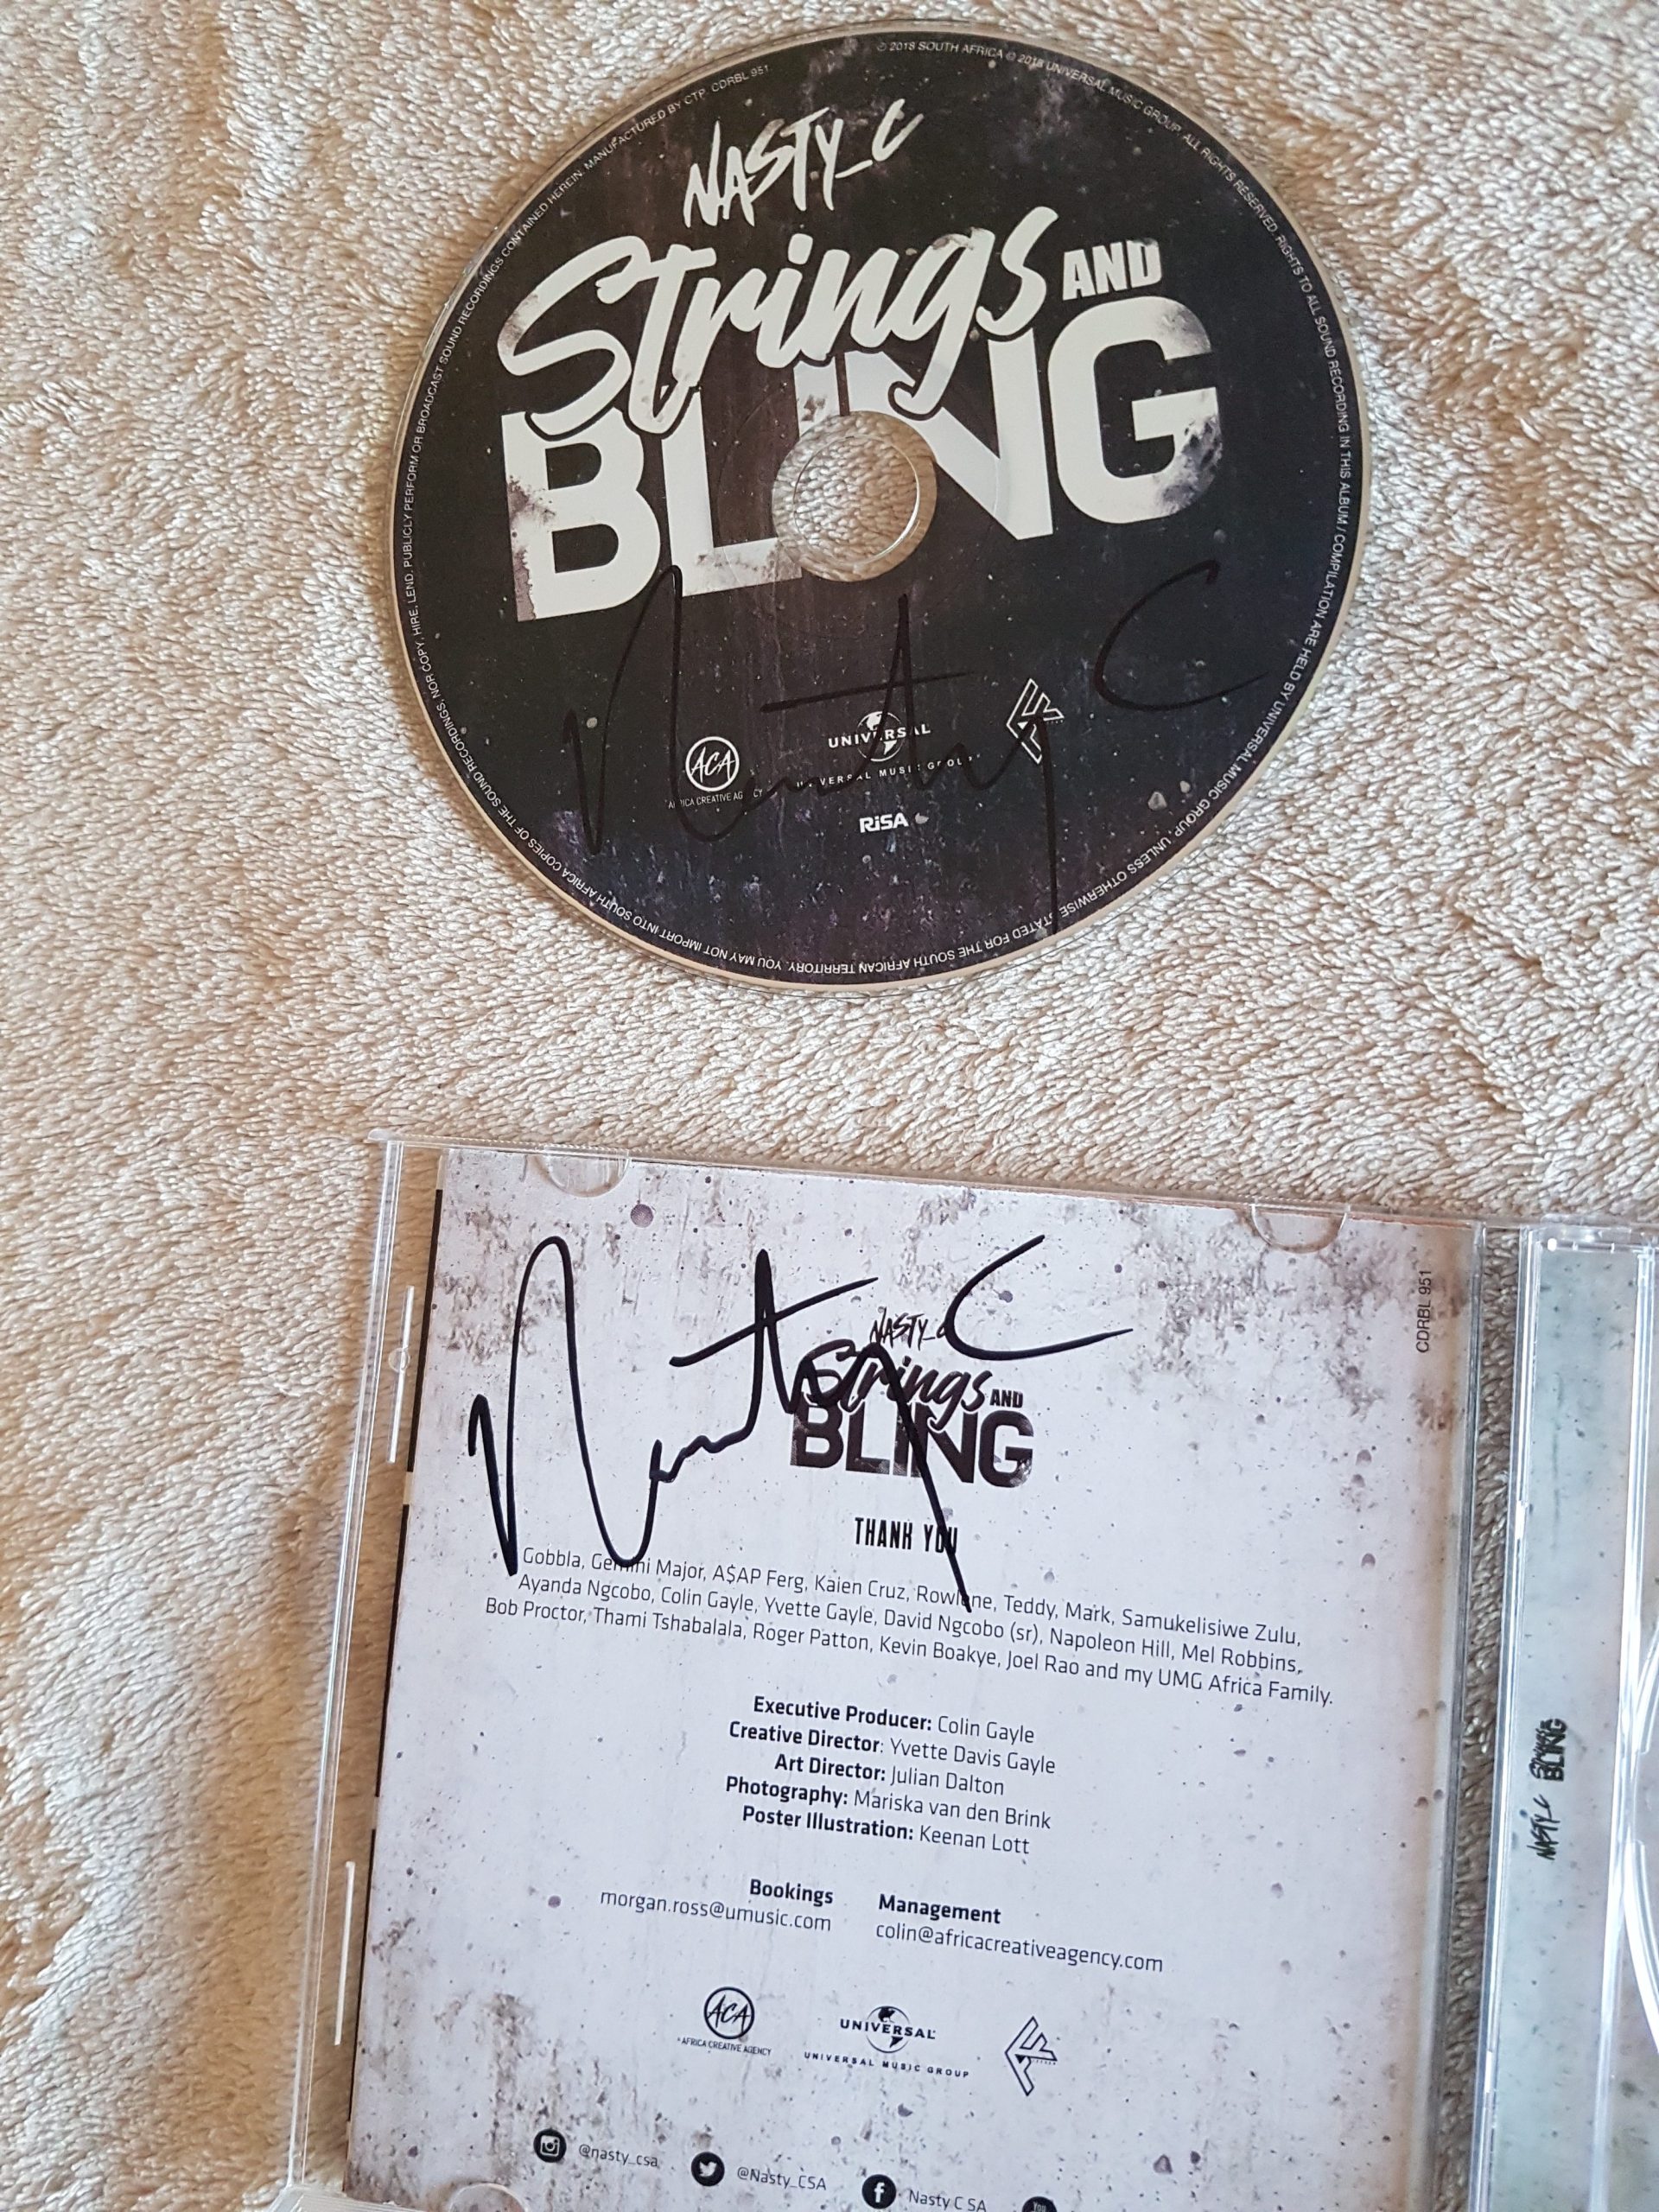 ℗ 2018 SOUTH AFRICA © 2018 UNIVERSAL MUSIC GROUP. ALL RIGHTS RESERVED. RIGHTS TO ALL SOUND RECORDING IN THIS ALBUM / COMPILATION ARE HELD BY UNIVERSAL MUSIC GROUP, UNLESS OTHERWISE STATED FOR THE SOUTH AFRICAN TERRITORY. YOU MAY NOT IMPORT INTO SOUTH AFRICA COPIES OF THE SOUND RECORDINGS, NOR COPY, HIRE, LEND, PUBLICLY PERFORM OR BROADCAST SOUND RECORDINGS CONTAINED HEREIN. MANUFACTURED BY CTP. CDRBL 951
NASTY_C
Strings AND
BLING
Nasty C
ACA
AFRICA CREATIVE AGENCY
UNIVERSAL
UNIVERSAL MUSIC GROUP
RiSA
CDRBL 951
Nasty C
NASTY_C
Strings AND
BLING
THANK YOU
Gobbla, Gemini Major, A$AP Ferg, Kaien Cruz, Rowlene, Teddy, Mark, Samukelisiwe Zulu,
Ayanda Ngcobo, Colin Gayle, Yvette Gayle, David Ngcobo (sr), Napoleon Hill, Mel Robbins,
Bob Proctor, Thami Tshabalala, Roger Patton, Kevin Boakye, Joel Rao and my UMG Africa Family.
Executive Producer: Colin Gayle
Creative Director: Yvette Davis Gayle
Art Director: Julian Dalton
Photography: Mariska van den Brink
Poster Illustration: Keenan Lott
Bookings
morgan.ross@umusic.com
Management
colin@africacreativeagency.com
ACA
AFRICA CREATIVE AGENCY
UNIVERSAL
UNIVERSAL MUSIC GROUP
@nasty_csa
@Nasty_CSA
Nasty C SA
YOU
NASTY_C Strings AND BLING